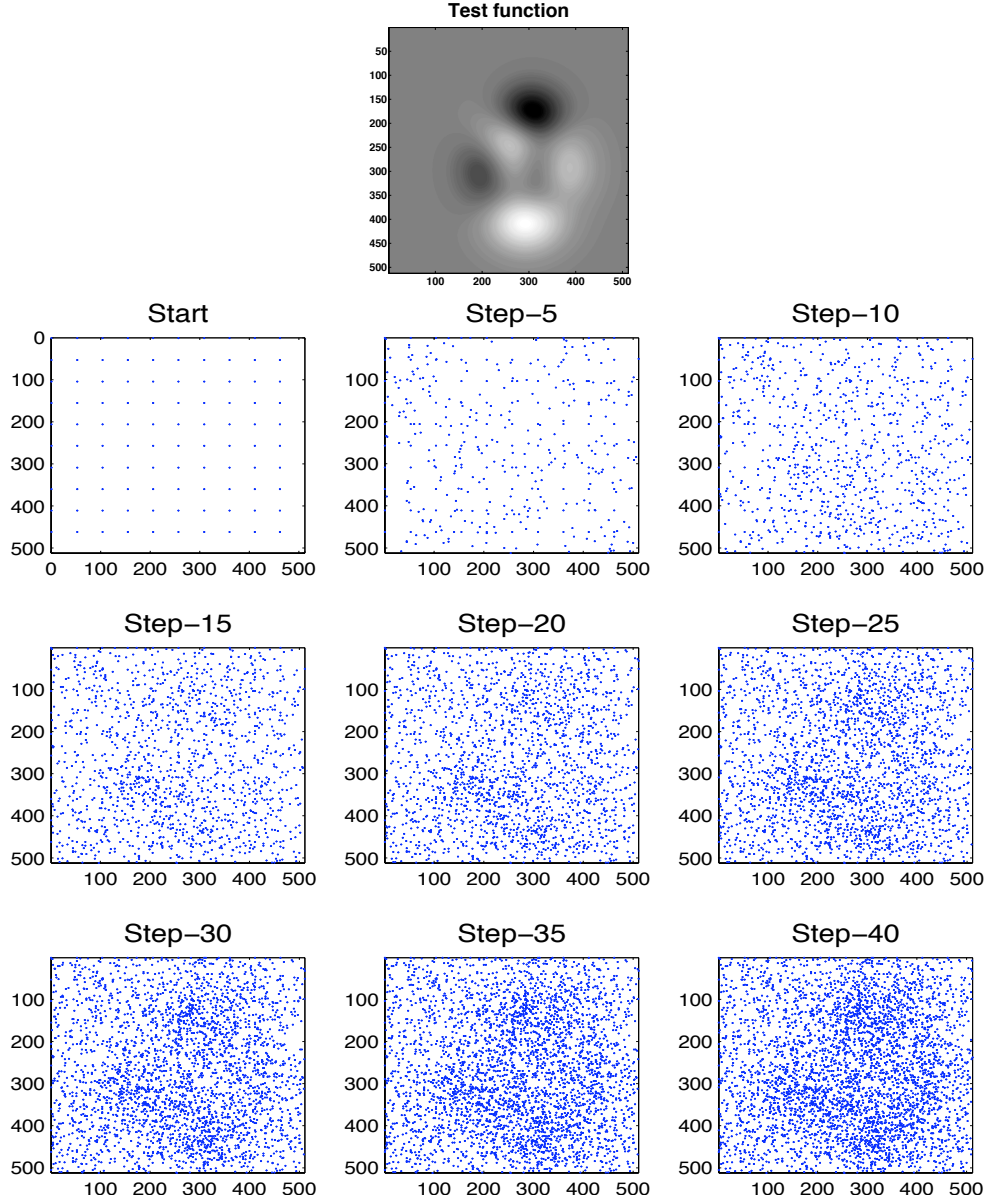 Test function
50
100
150
200
250
300
350
400
450
500
100 200 300 400 500
Start Step–5 Step–10
0
100 100 100
200 200 200
300 300 300
400 400 400
500 500 500
0 100 200 300 400 500 100 200 300 400 500 100 200 300 400 500
Step–15 Step–20 Step–25
100 100 100
200 200 200
300 300 300
400 400 400
500 500 500
100 200 300 400 500 100 200 300 400 500 100 200 300 400 500
Step–30 Step–35 Step–40
100 100 100
200 200 200
300 300 300
400 400 400
500 500 500
100 200 300 400 500 100 200 300 400 500 100 200 300 400 500